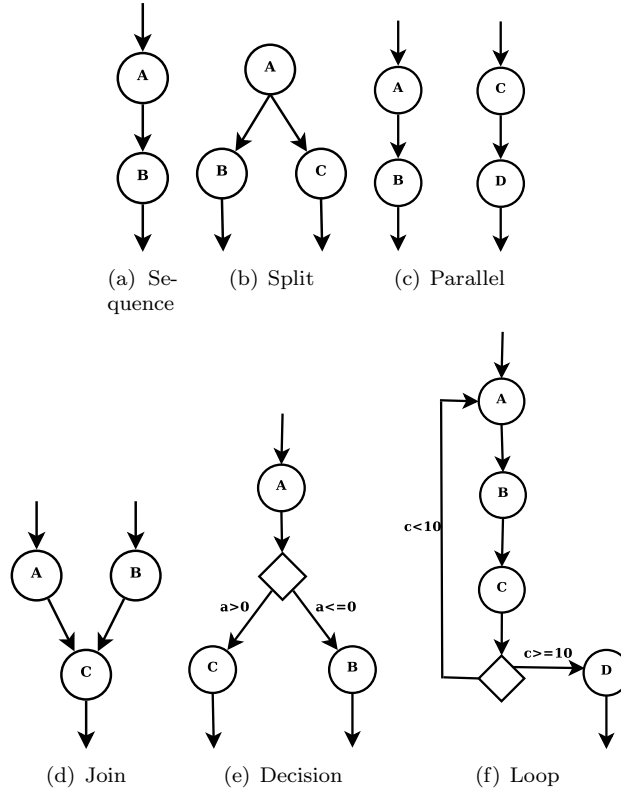 A
B
(a) Se-
quence
A
B C
(b) Split
A C
B D
(c) Parallel
A B
C
(d) Join
A
a>0 a<=0
C B
(e) Decision
A
B
c<10
C
c>=10
D
(f) Loop